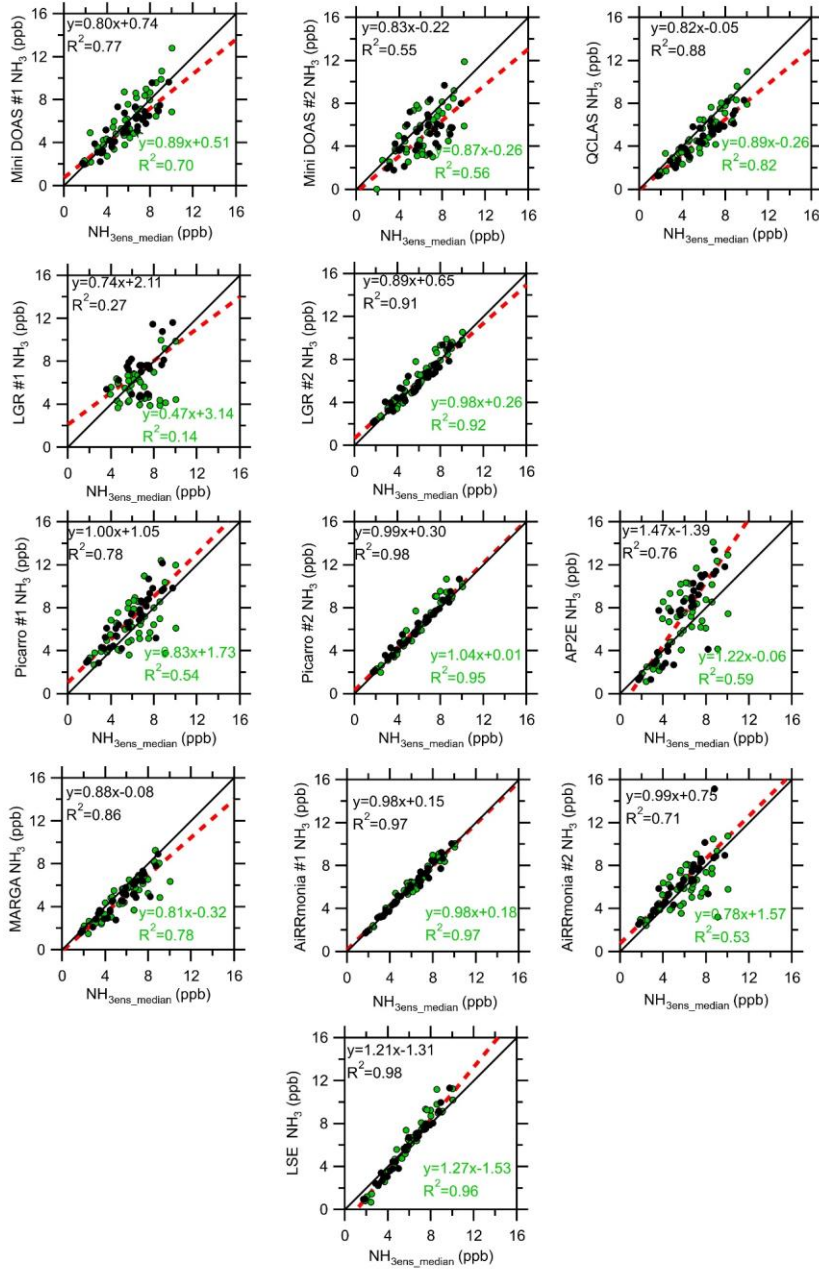 y=0.80x+0.74
R²=0.77
y=0.89x+0.51
R²=0.70
Mini DOAS #1 NH₃ (ppb)
16
12
8
4
0
0 4 8 12 16
NH₃ens_median (ppb)
y=0.83x-0.22
R²=0.55
y=0.87x-0.26
R²=0.56
Mini DOAS #2 NH₃ (ppb)
16
12
8
4
0
0 4 8 12 16
NH₃ens_median (ppb)
y=0.82x-0.05
R²=0.88
y=0.89x-0.26
R²=0.82
QCLAS NH₃ (ppb)
16
12
8
4
0
0 4 8 12 16
NH₃ens_median (ppb)
y=0.74x+2.11
R²=0.27
y=0.47x+3.14
R²=0.14
LGR #1 NH₃ (ppb)
16
12
8
4
0
0 4 8 12 16
NH₃ens_median (ppb)
y=0.89x+0.65
R²=0.91
y=0.98x+0.26
R²=0.92
LGR #2 NH₃ (ppb)
16
12
8
4
0
0 4 8 12 16
NH₃ens_median (ppb)
y=1.00x+1.05
R²=0.78
y=0.83x+1.73
R²=0.54
Picarro #1 NH₃ (ppb)
16
12
8
4
0
0 4 8 12 16
NH₃ens_median (ppb)
y=0.99x+0.30
R²=0.98
y=1.04x+0.01
R²=0.95
Picarro #2 NH₃ (ppb)
16
12
8
4
0
0 4 8 12 16
NH₃ens_median (ppb)
y=1.47x-1.39
R²=0.76
y=1.22x-0.06
R²=0.59
AP2E NH₃ (ppb)
16
12
8
4
0
0 4 8 12 16
NH₃ens_median (ppb)
y=0.88x-0.08
R²=0.86
y=0.81x-0.32
R²=0.78
MARGA NH₃ (ppb)
16
12
8
4
0
0 4 8 12 16
NH₃ens_median (ppb)
y=0.98x+0.15
R²=0.97
y=0.98x+0.18
R²=0.97
AiRRmonia #1 NH₃ (ppb)
16
12
8
4
0
0 4 8 12 16
NH₃ens_median (ppb)
y=0.99x+0.75
R²=0.71
y=0.78x+1.57
R²=0.53
AiRRmonia #2 NH₃ (ppb)
16
12
8
4
0
0 4 8 12 16
NH₃ens_median (ppb)
y=1.21x-1.31
R²=0.98
y=1.27x-1.53
R²=0.96
LSE NH₃ (ppb)
16
12
8
4
0
0 4 8 12 16
NH₃ens_median (ppb)